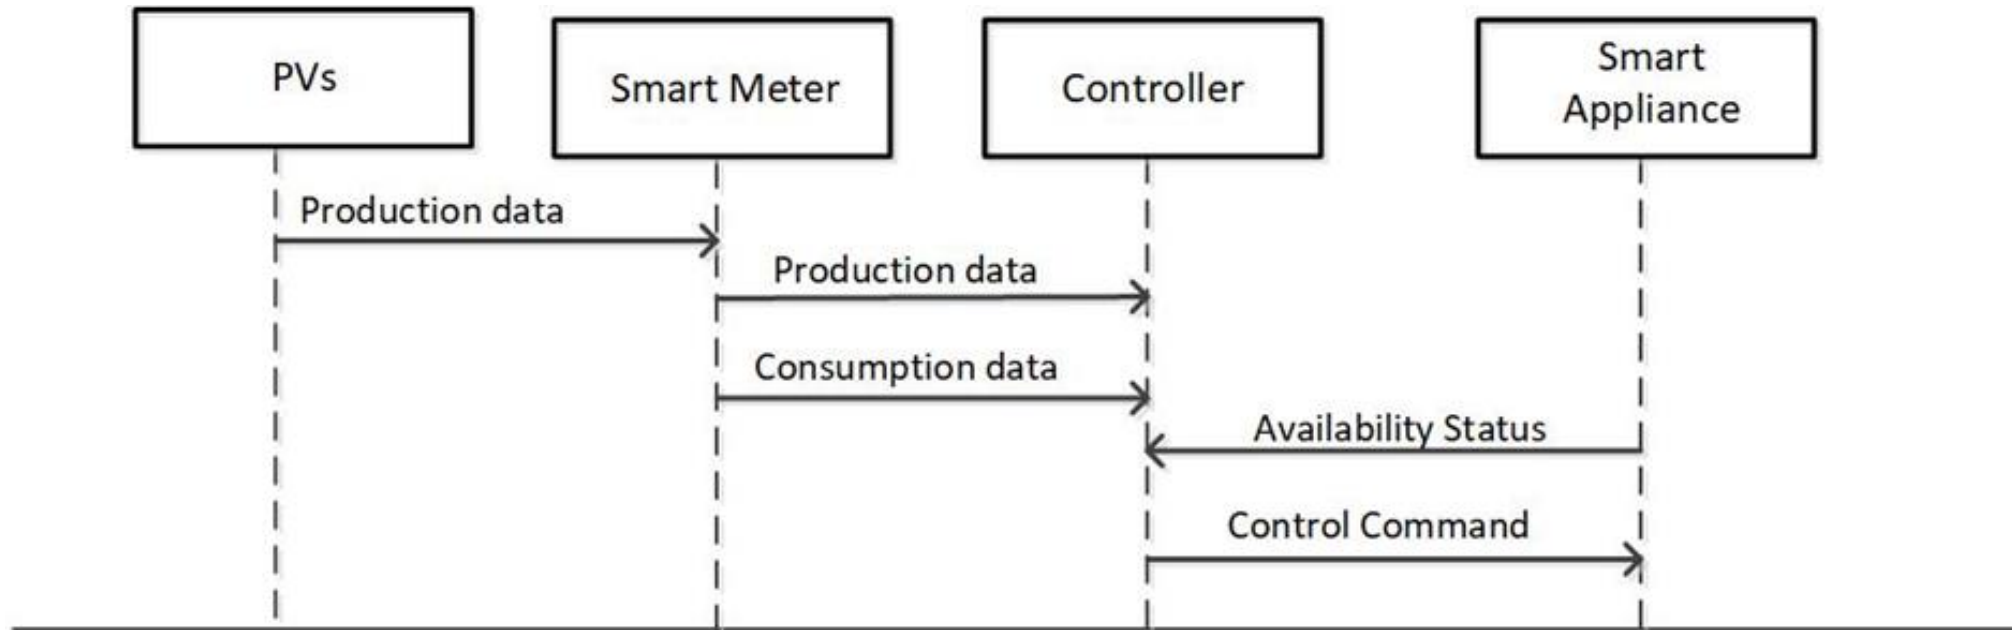 PVs
Smart Meter
Controller
Smart
Appliance
Production data
Production data
Consumption data
Availability Status
Control Command